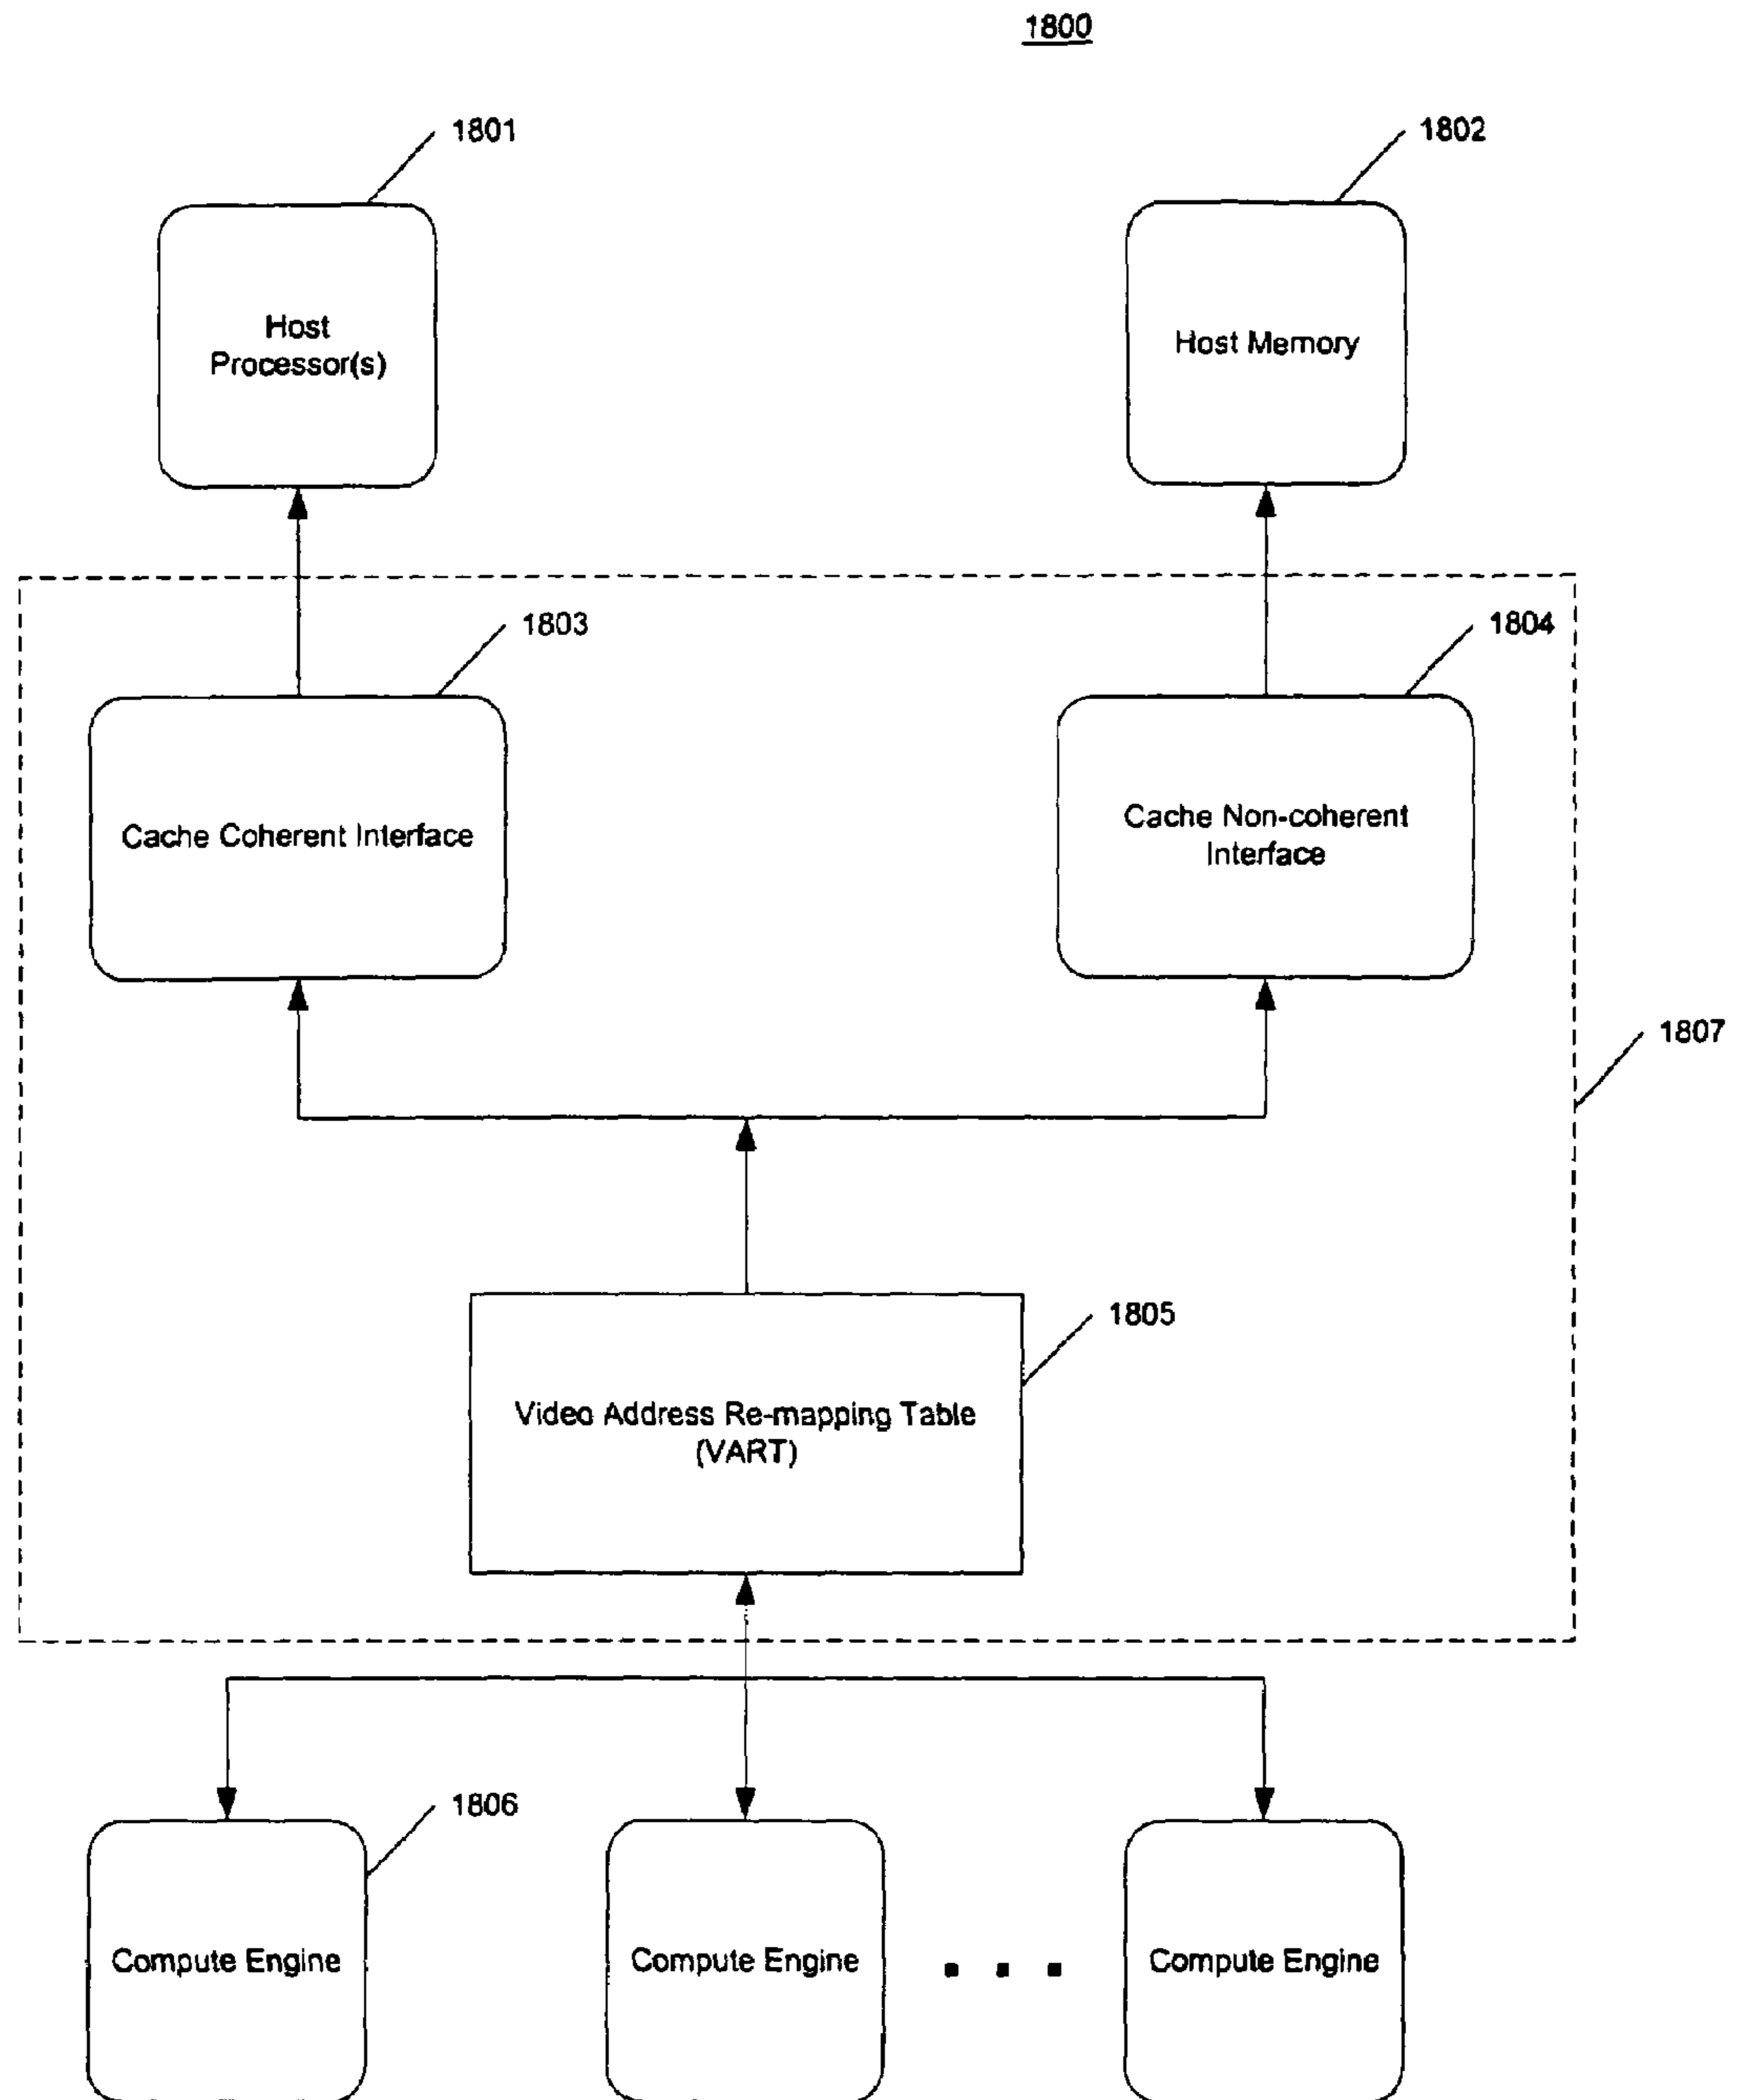 1800
1801
1802
Host
Processor(s)
Host Memory
1803
1804
Cache Coherent Interface
Cache Non-coherent
Interface
1807
1805
Video Address Re-mapping Table
(VART)
1806
Compute Engine
Compute Engine
. . .
Compute Engine